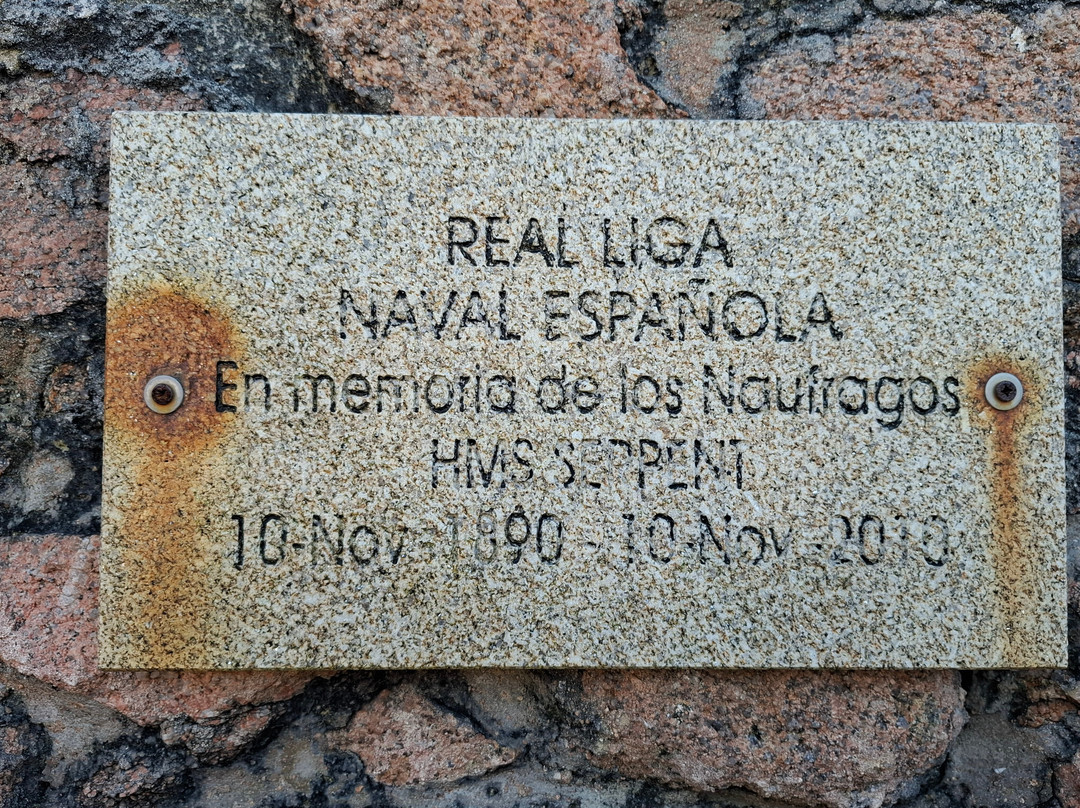 REAL LIGA
NAVAL ESPAÑOLA
En memoria de los Naufragos
HMS SERPENT
10-Nov-1890 - 10-Nov-2010